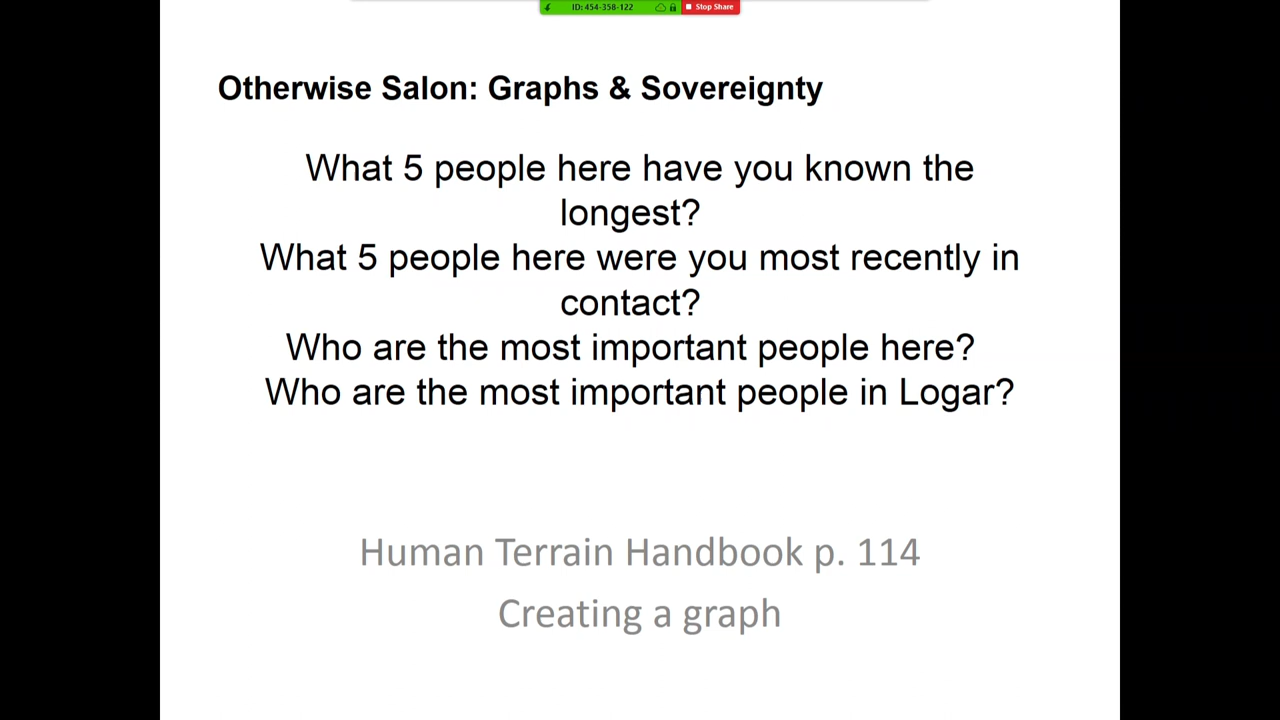 ID: 454-358-122 Stop Share
Otherwise Salon: Graphs & Sovereignty
What 5 people here have you known the
longest?
What 5 people here were you most recently in
contact?
Who are the most important people here?
Who are the most important people in Logar?
Human Terrain Handbook p. 114
Creating a graph